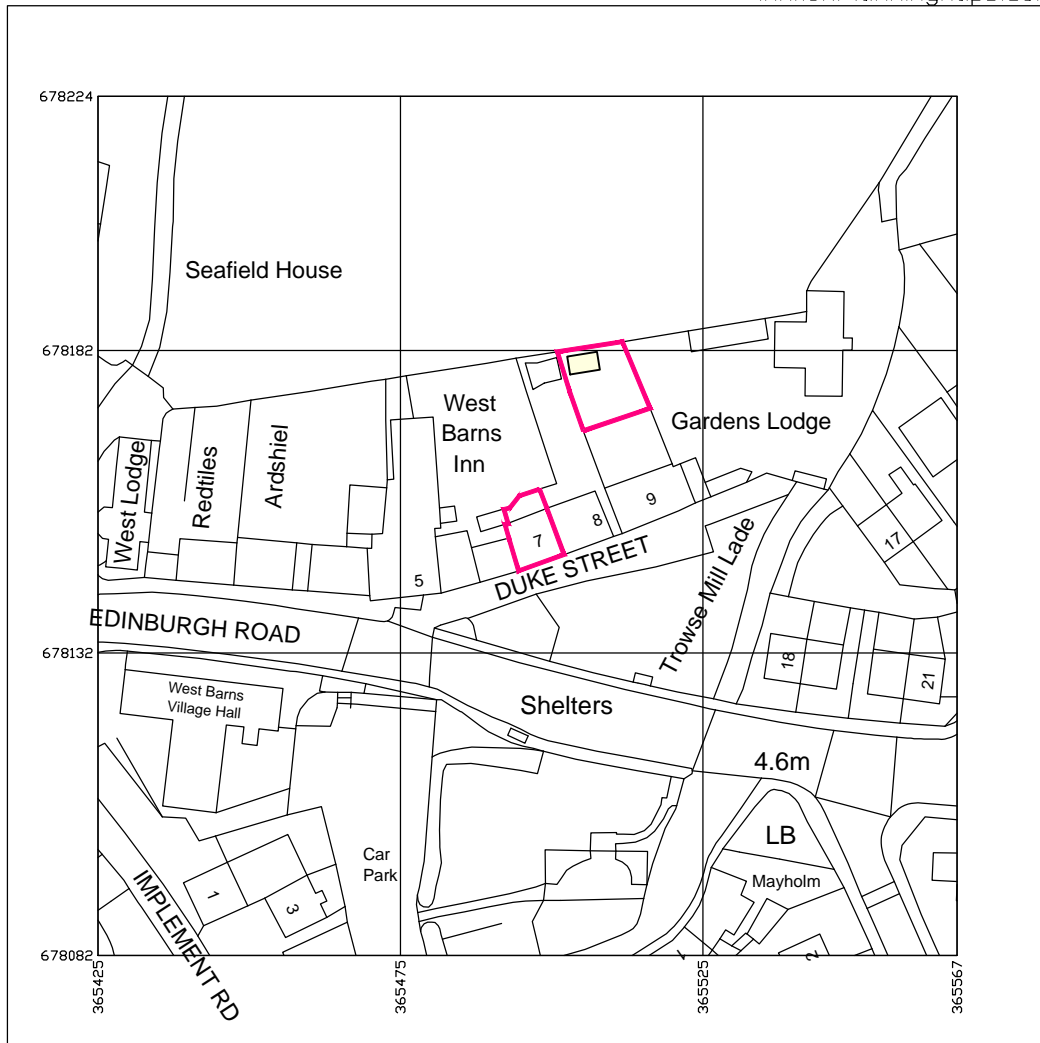 678224
Seafield House
678182
West
Barns
Inn
Gardens Lodge
West Lodge
Redtiles
Ardshiel
9
8
7
17
5
DUKE STREET
Trowse Mill Lade
EDINBURGH ROAD
678132
18
21
West Barns
Village Hall
Shelters
4.6m
LB
Car
Park
Mayholm
1
3
IMPLEMENT RD
2
678082
365425
365475
365525
365567